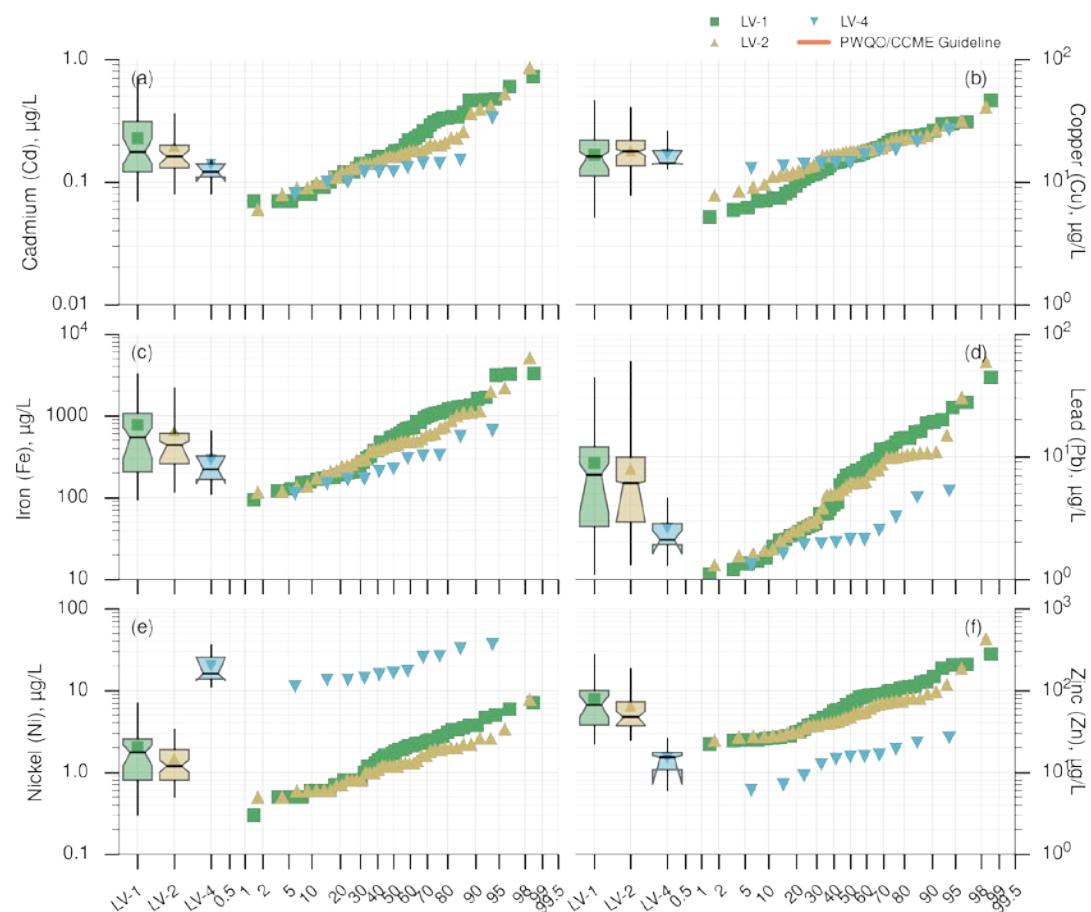 LV-1 LV-4
LV-2 PWQO/CCME Guideline
1.0 (a) (b) 10²
Cadmium (Cd), µg/L Copper (Cu), µg/L
0.1 10¹
0.01 10⁰
10⁴ (c) (d) 10²
1000
Iron (Fe), µg/L Lead (Pb), µg/L
10¹
100
10 10⁰
100 (e) (f) 10³
10 10²
Nickel (Ni), µg/L Zinc (Zn), µg/L
1.0 10¹
0.1 10⁰
LV-1 LV-2 LV-4 0.5 1 2 5 10 20 30 40 50 60 70 80 90 95 98 99 99.5 LV-1 LV-2 LV-4 0.5 1 2 5 10 20 30 40 50 60 70 80 90 95 98 99 99.5